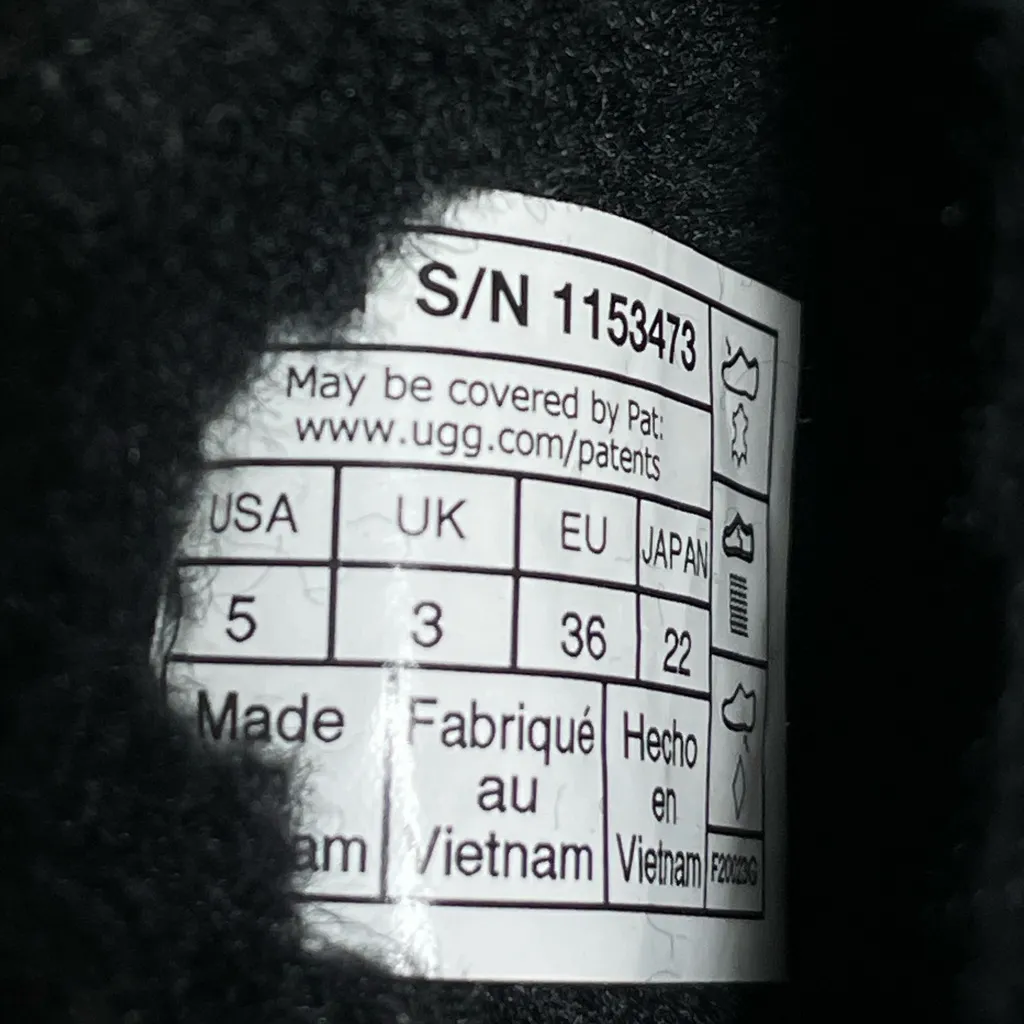 S/N 1153473
May be covered by Pat:
www.ugg.com/patents
USA UK EU JAPAN
5 3 36 22
Made
am
Fabriqué
au
Vietnam
Hecho
en
Vietnam